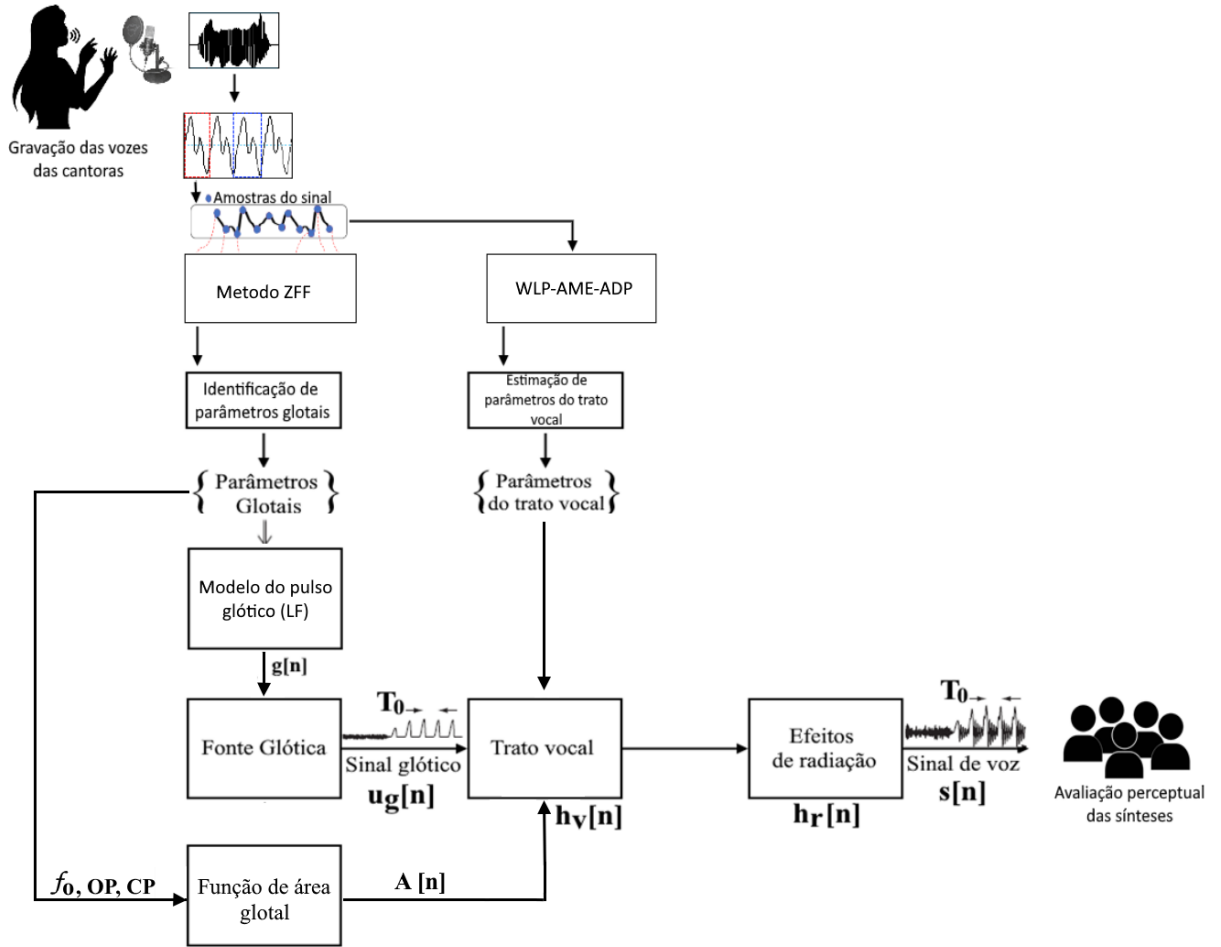 Gravação das vozes
das cantoras
Amostras do sinal
Metodo ZFF
WLP-AME-ADP
Identificação de
parâmetros glotais
Estimação de
parâmetros do trato
vocal
Parâmetros
Glotais
Parâmetros
do trato vocal
Modelo do pulso
glótico (LF)
g[n]
Fonte Glótica
T0
Sinal glótico
ug[n]
Trato vocal
hv[n]
Efeitos
de radiação
hr[n]
T0
Sinal de voz
s[n]
Avaliação perceptual
das sínteses
f0, OP, CP
Função de área
glotal
A [n]